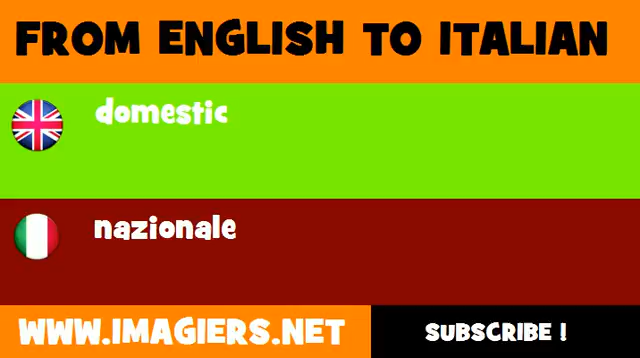 FROM ENGLISH TO ITALIAN
domestic
nazionale
WWW.IMAGIERS.NET
SUBSCRIBE !